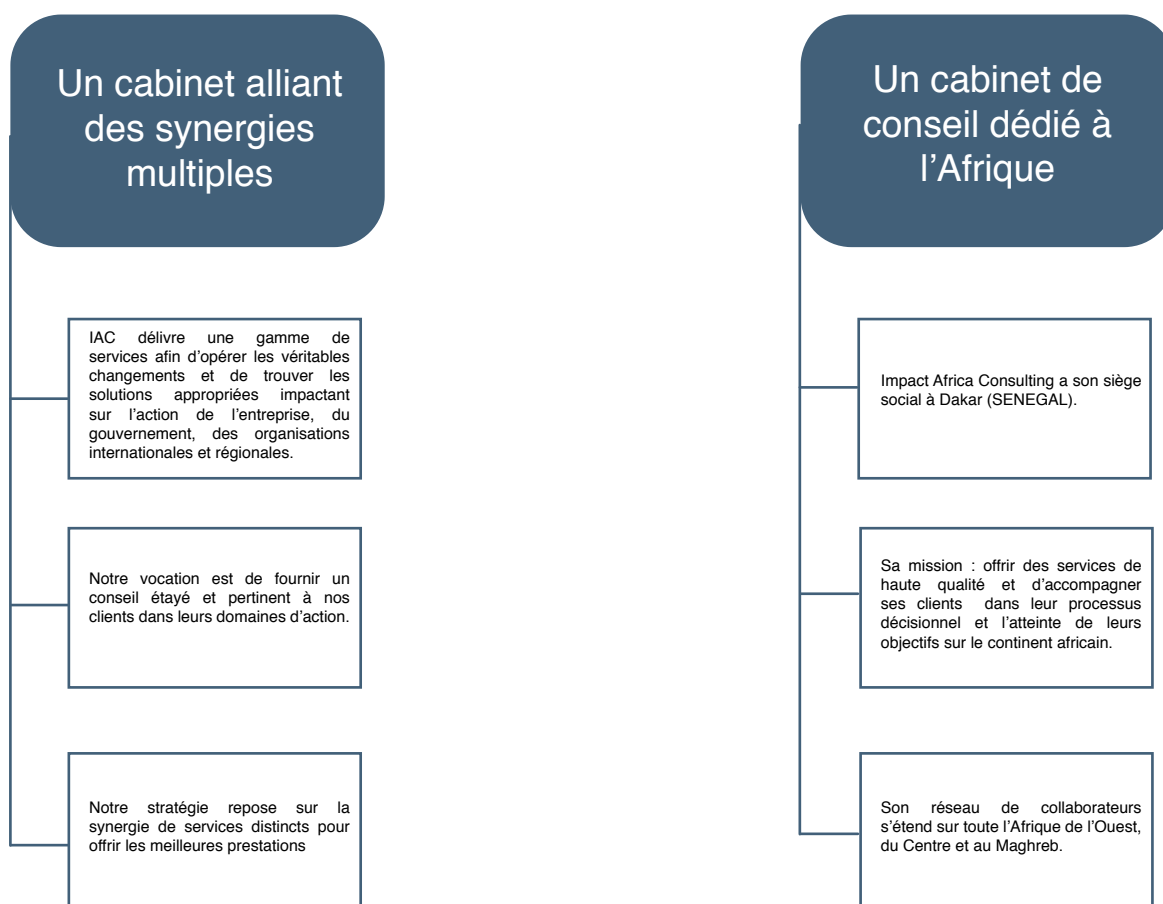 Un cabinet alliant
des synergies
multiples
IAC délivre une gamme de
services afin d’opérer les véritables
changements et de trouver les
solutions appropriées impactant
sur l’action de l’entreprise, du
gouvernement, des organisations
internationales et régionales.
Notre vocation est de fournir un
conseil étayé et pertinent à nos
clients dans leurs domaines d’action.
Notre stratégie repose sur la
synergie de services distincts pour
offrir les meilleures prestations
Un cabinet de
conseil dédié à
l’Afrique
Impact Africa Consulting a son siège
social à Dakar (SENEGAL).
Sa mission : offrir des services de
haute qualité et d’accompagner
ses clients dans leur processus
décisionnel et l’atteinte de leurs
objectifs sur le continent africain.
Son réseau de collaborateurs
s’étend sur toute l’Afrique de l’Ouest,
du Centre et au Maghreb.